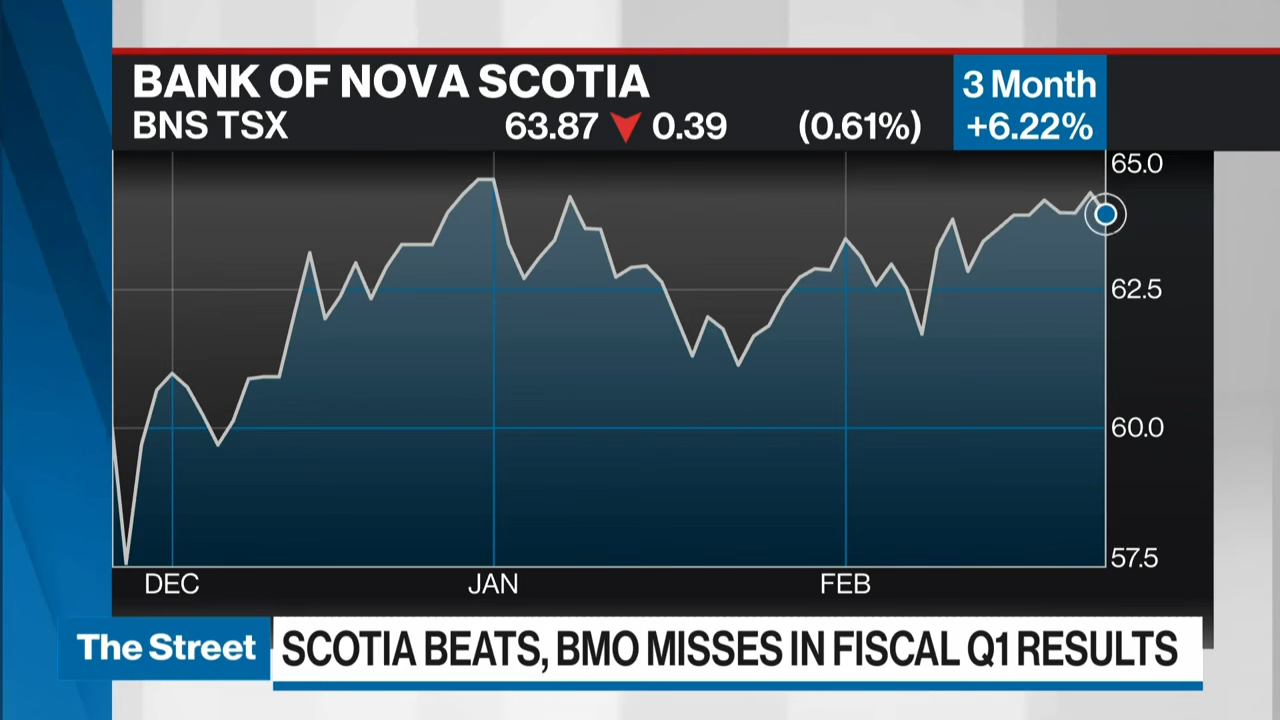 BANK OF NOVA SCOTIA
BNS TSX 63.87 0.39 (0.61%)
3 Month
+6.22%
65.0
62.5
60.0
57.5
DEC JAN FEB
The Street
SCOTIA BEATS, BMO MISSES IN FISCAL Q1 RESULTS